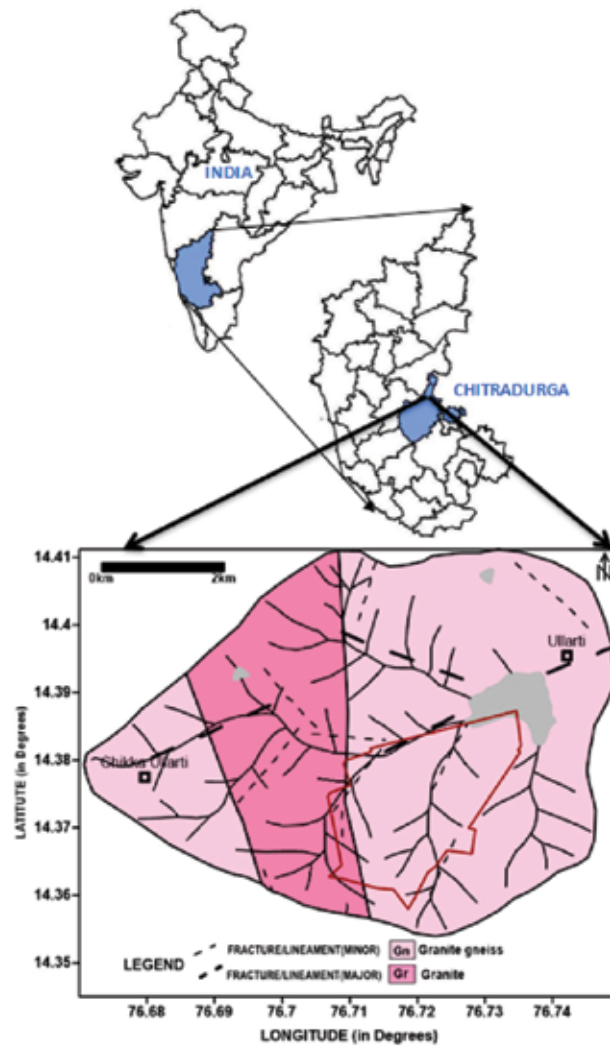 INDIA
CHITRADURGA
14.41
0km 2km
N
14.4
Ullarti
14.39
14.38
Chikka Ullarti
14.37
14.36
14.35
LATITUTE (in Degrees)
LEGEND
FRACTURE/LINEAMENT(MINOR)
FRACTURE/LINEAMENT(MAJOR)
Gn Granite gneiss
Gr Granite
76.68 76.69 76.7 76.71 76.72 76.73 76.74
LONGITUDE (in Degrees)